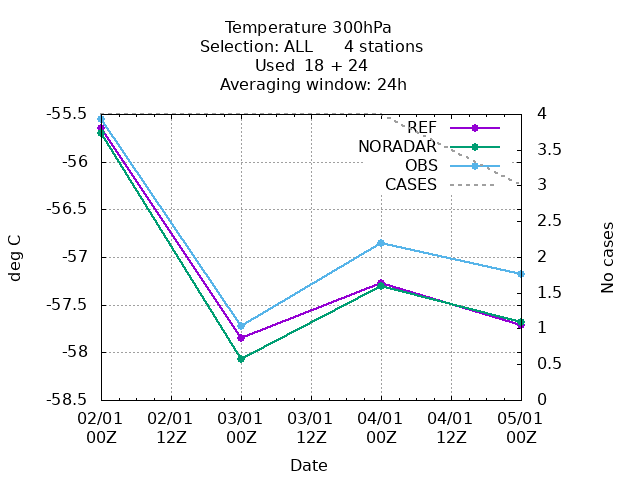 Temperature 300hPa
Selection: ALL      4 stations
Used  18 + 24
Averaging window: 24h
REF
NORADAR
OBS
CASES
-55.5
-56
-56.5
-57
-57.5
-58
-58.5
deg C
4
3.5
3
2.5
2
1.5
1
0.5
0
No cases
02/01 02/01 03/01 03/01 04/01 04/01 05/01
00Z 12Z 00Z 12Z 00Z 12Z 00Z
Date